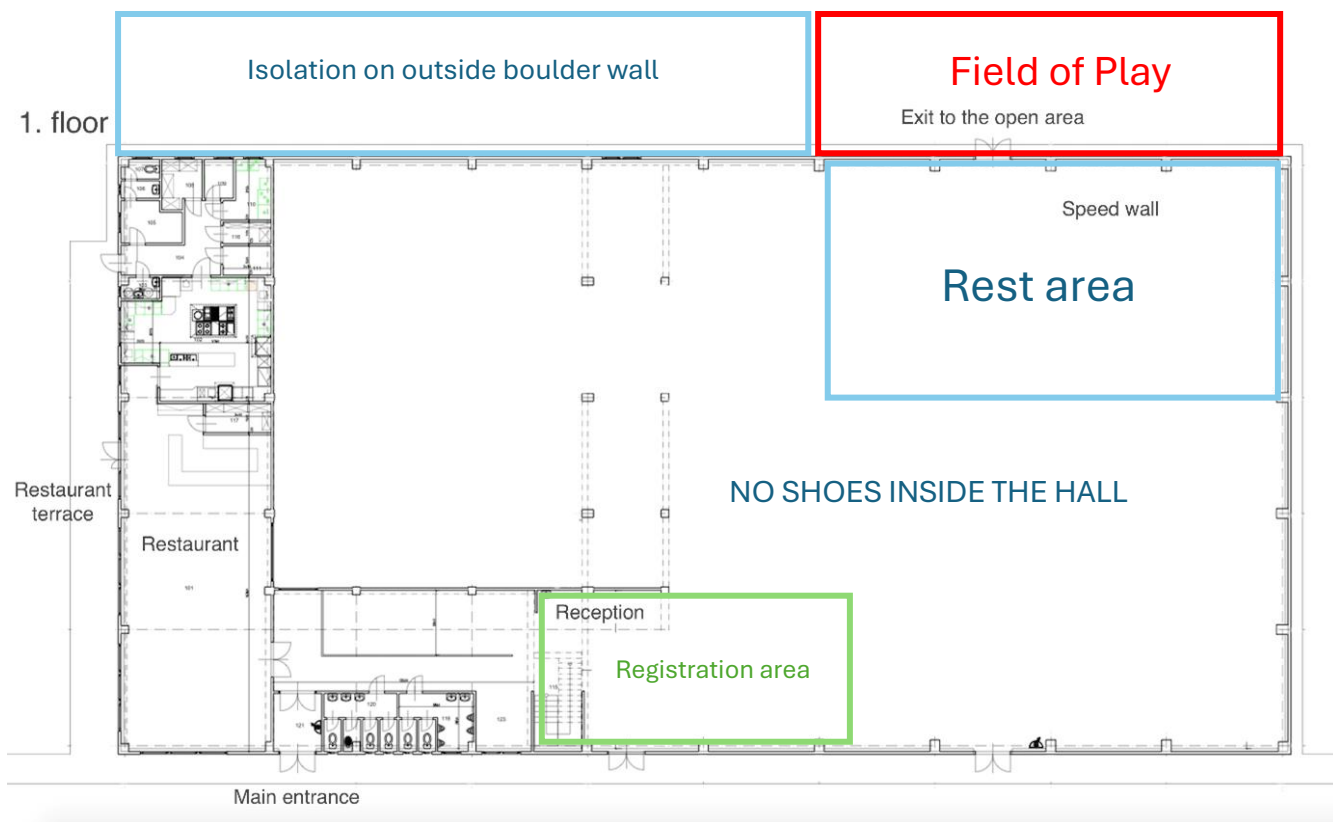 Isolation on outside boulder wall
Field of Play
Exit to the open area
1. floor
Speed wall
Rest area
NO SHOES INSIDE THE HALL
Restaurant
terrace
Restaurant
101
Reception
Registration area
Main entrance